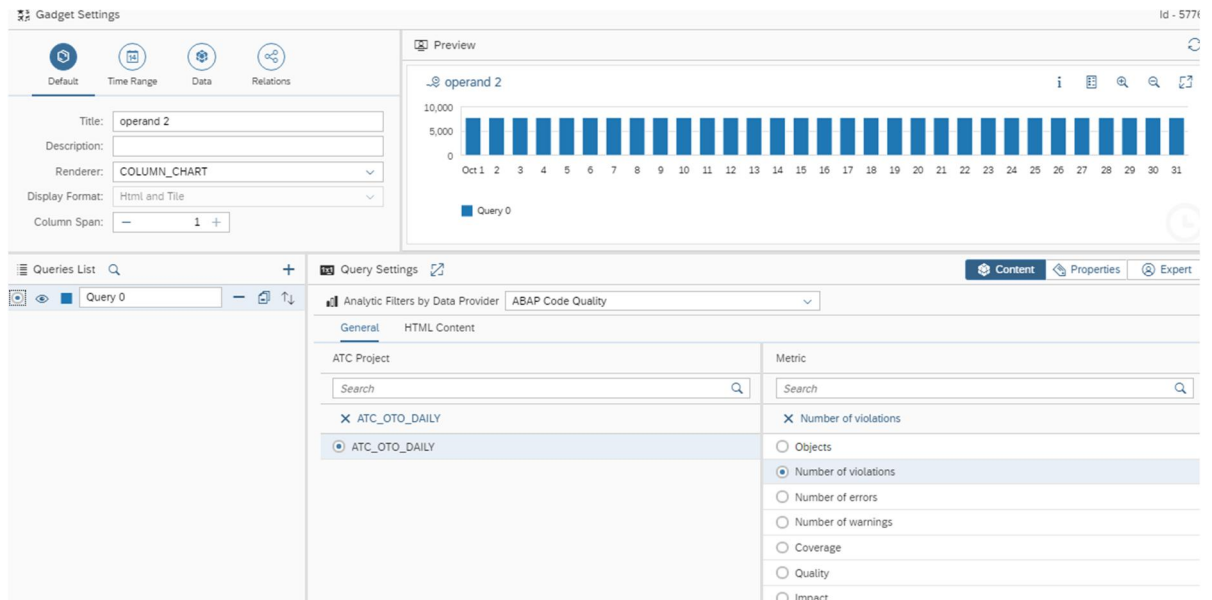 Gadget Settings
Id - 5776
Default
Time Range
Data
Relations
Title: operand 2
Description:
Renderer: COLUMN_CHART
Display Format: Html and Tile
Column Span: − 1 +
Preview
operand 2
10,000
5,000
0
Oct 1 2 3 4 5 6 7 8 9 10 11 12 13 14 15 16 17 18 19 20 21 22 23 24 25 26 27 28 29 30 31
Query 0
Queries List
Query 0
Query Settings
Content
Properties
Expert
Analytic Filters by Data Provider ABAP Code Quality
General HTML Content
ATC Project
Search
ATC_OTO_DAILY
ATC_OTO_DAILY
Metric
Search
Number of violations
Objects
Number of violations
Number of errors
Number of warnings
Coverage
Quality
Impact